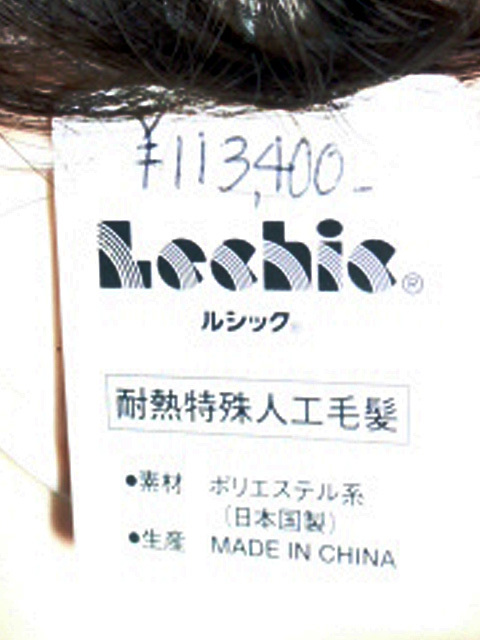 ¥113,400-
Lechic®
ルシック
耐熱特殊人工毛髪
●素材 ポリエステル系
（日本国製）
●生産 MADE IN CHINA